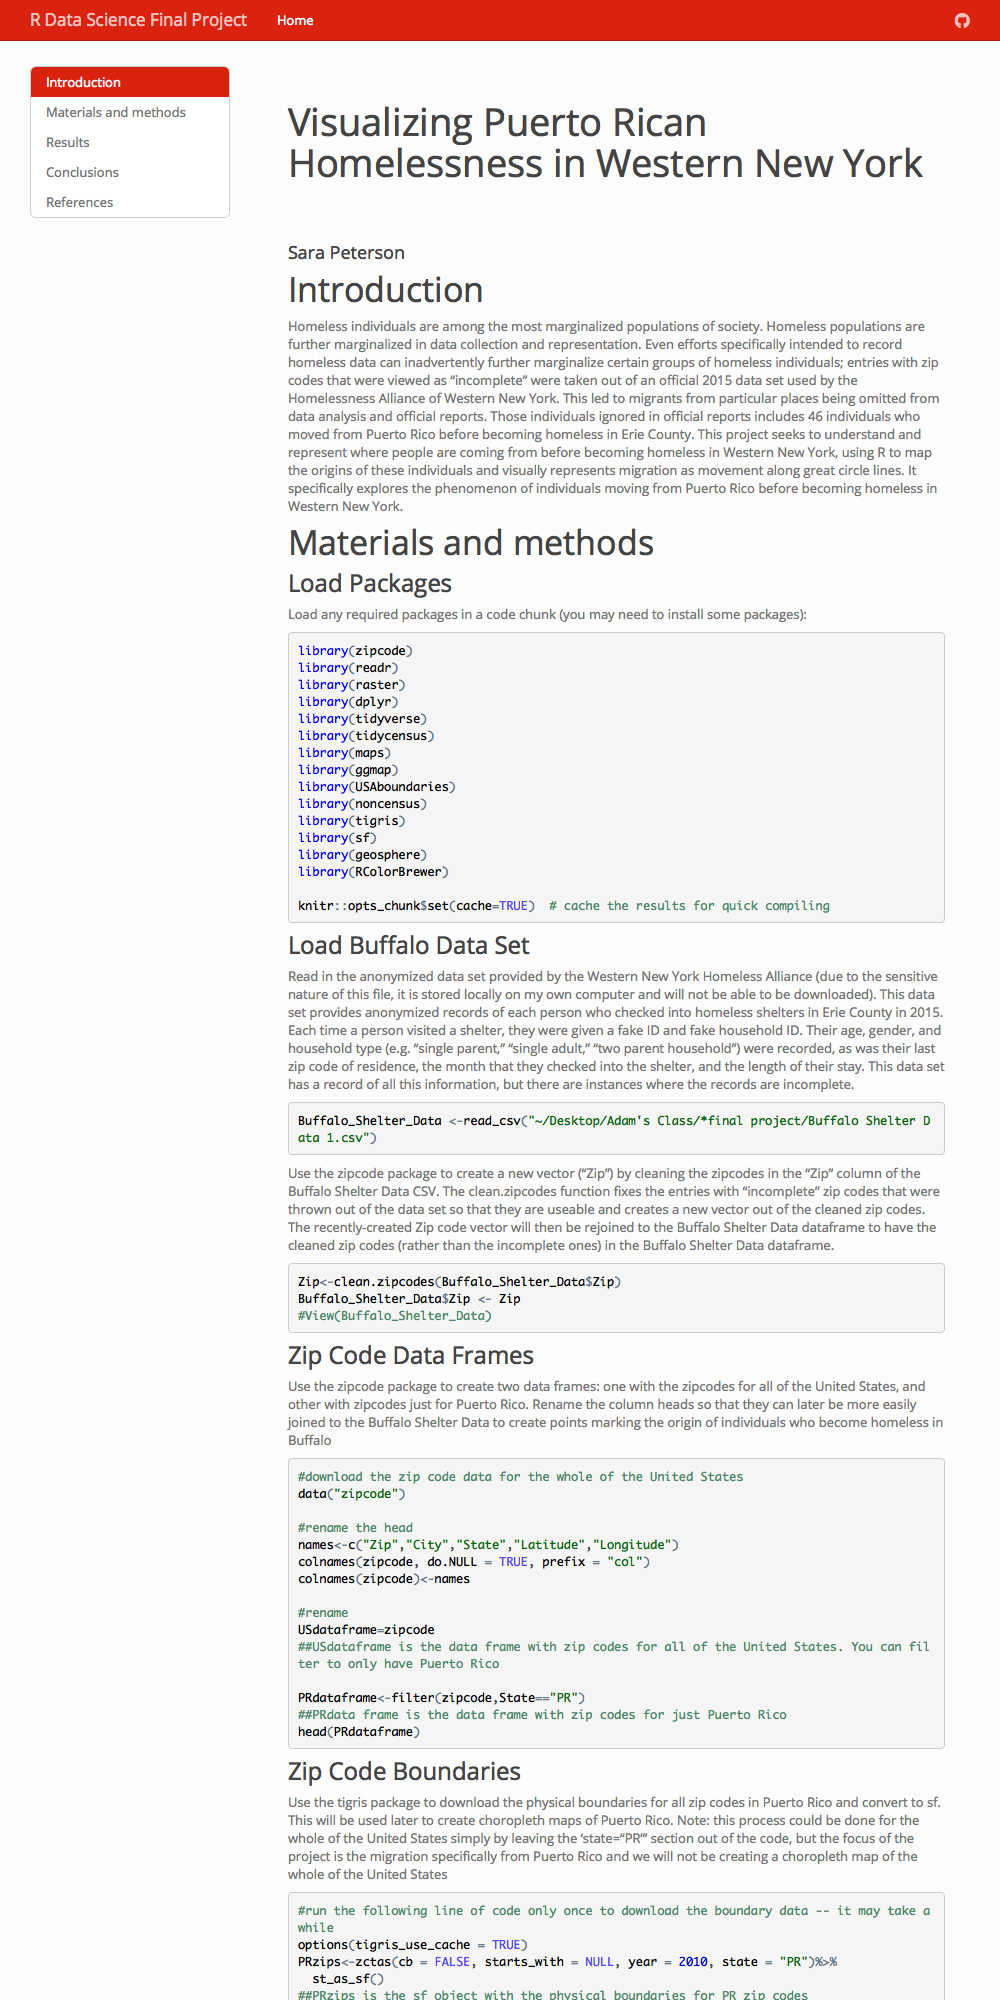 R Data Science Final Project
Home
Introduction
Materials and methods
Results
Conclusions
References
Visualizing Puerto Rican
Homelessness in Western New York
Sara Peterson
Introduction
Homeless individuals are among the most marginalized populations of society. Homeless populations are
further marginalized in data collection and representation. Even efforts specifically intended to record
homeless data can inadvertently further marginalize certain groups of homeless individuals; entries with zip
codes that were viewed as “incomplete” were taken out of an official 2015 data set used by the
Homelessness Alliance of Western New York. This led to migrants from particular places being omitted from
data analysis and official reports. Those individuals ignored in official reports includes 46 individuals who
moved from Puerto Rico before becoming homeless in Erie County. This project seeks to understand and
represent where people are coming from before becoming homeless in Western New York, using R to map
the origins of these individuals and visually represents migration as movement along great circle lines. It
specifically explores the phenomenon of individuals moving from Puerto Rico before becoming homeless in
Western New York.
Materials and methods
Load Packages
Load any required packages in a code chunk (you may need to install some packages):
library(zipcode)
library(readr)
library(raster)
library(dplyr)
library(tidyverse)
library(tidycensus)
library(maps)
library(ggmap)
library(USAboundaries)
library(noncensus)
library(tigris)
library(sf)
library(geosphere)
library(RColorBrewer)
knitr::opts_chunk$set(cache=TRUE)  # cache the results for quick compiling
Load Buffalo Data Set
Read in the anonymized data set provided by the Western New York Homeless Alliance (due to the sensitive
nature of this file, it is stored locally on my own computer and will not be able to be downloaded). This data
set provides anonymized records of each person who checked into homeless shelters in Erie County in 2015.
Each time a person visited a shelter, they were given a fake ID and fake household ID. Their age, gender, and
household type (e.g. “single parent,” “single adult,” “two parent household”) were recorded, as was their last
zip code of residence, the month that they checked into the shelter, and the length of their stay. This data set
has a record of all this information, but there are instances where the records are incomplete.
Buffalo_Shelter_Data <-read_csv("~/Desktop/Adam's Class/*final project/Buffalo Shelter D
ata 1.csv")
Use the zipcode package to create a new vector (“Zip”) by cleaning the zipcodes in the “Zip” column of the
Buffalo Shelter Data CSV. The clean.zipcodes function fixes the entries with “incomplete” zip codes that were
thrown out of the data set so that they are useable and creates a new vector out of the cleaned zip codes.
The recently-created Zip code vector will then be rejoined to the Buffalo Shelter Data dataframe to have the
cleaned zip codes (rather than the incomplete ones) in the Buffalo Shelter Data dataframe.
Zip<-clean.zipcodes(Buffalo_Shelter_Data$Zip)
Buffalo_Shelter_Data$Zip <- Zip
#View(Buffalo_Shelter_Data)
Zip Code Data Frames
Use the zipcode package to create two data frames: one with the zipcodes for all of the United States, and
other with zipcodes just for Puerto Rico. Rename the column heads so that they can later be more easily
joined to the Buffalo Shelter Data to create points marking the origin of individuals who become homeless in
Buffalo
#download the zip code data for the whole of the United States
data("zipcode")
#rename the head
names<-c("Zip","City","State","Latitude","Longitude")
colnames(zipcode, do.NULL = TRUE, prefix = "col")
colnames(zipcode)<-names
#rename
USdataframe=zipcode
##USdataframe is the data frame with zip codes for all of the United States. You can fil
ter to only have Puerto Rico
PRdataframe<-filter(zipcode,State=="PR")
##PRdata frame is the data frame with zip codes for just Puerto Rico
head(PRdataframe)
Zip Code Boundaries
Use the tigris package to download the physical boundaries for all zip codes in Puerto Rico and convert to sf.
This will be used later to create choropleth maps of Puerto Rico. Note: this process could be done for the
whole of the United States simply by leaving the ‘state=“PR”’ section out of the code, but the focus of the
project is the migration specifically from Puerto Rico and we will not be creating a choropleth map of the
whole of the United States
#run the following line of code only once to download the boundary data -- it may take a
while
options(tigris_use_cache = TRUE)
PRzips<-zctas(cb = FALSE, starts_with = NULL, year = 2010, state = "PR")%>%
  st_as_sf()
##PRzips is the sf object with the physical boundaries for PR zip codes